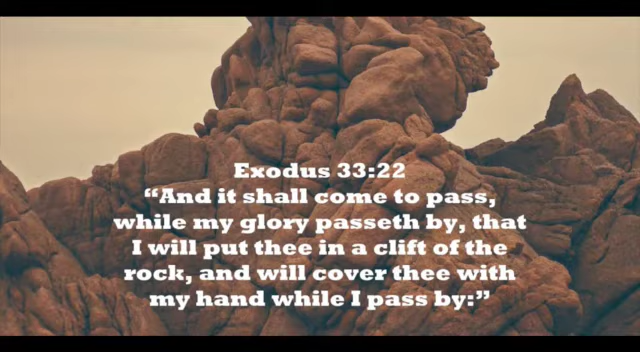 Exodus 33:22
“And it shall come to pass,
while my glory passeth by, that
I will put thee in a clift of the
rock, and will cover thee with
my hand while I pass by:”